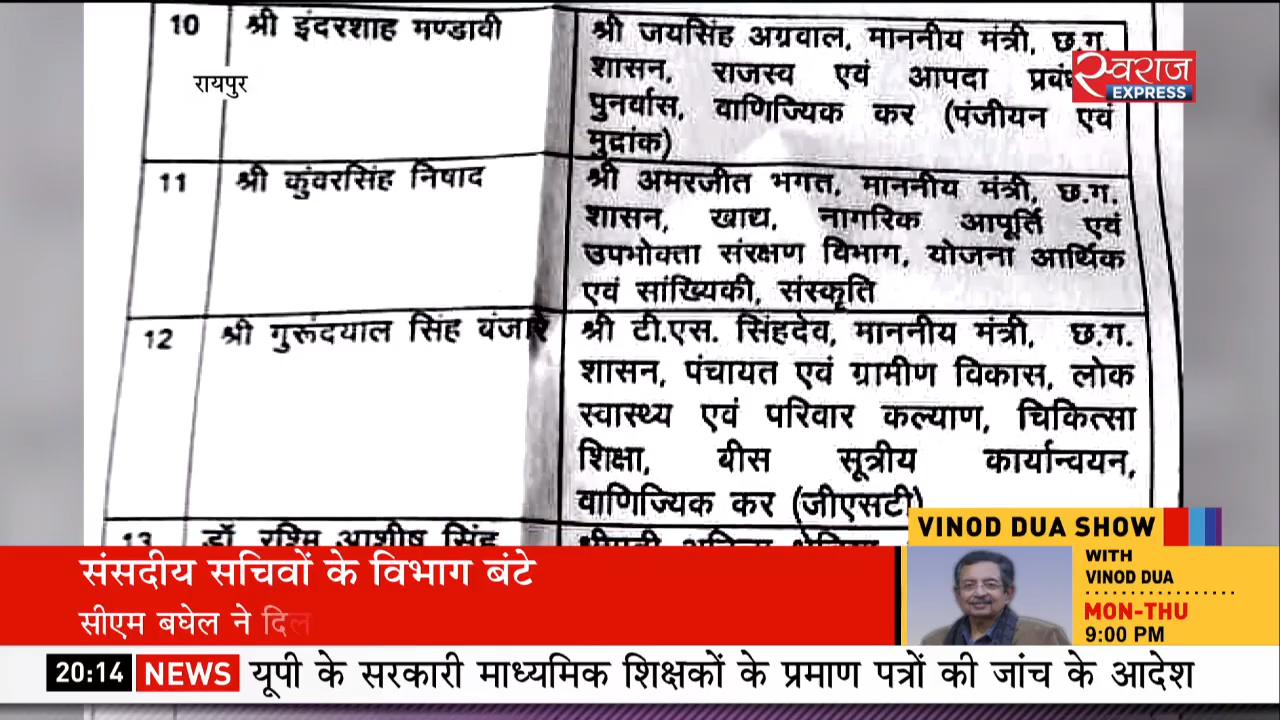 10
श्री इंदरशाह मण्डावी
श्री जयसिंह अग्रवाल, माननीय मंत्री, छ.ग.
शासन, राजस्व एवं आपदा
पुनर्वास, वाणिज्यिक कर (पंजीयन एवं
मुद्रांक)
रायपुर
स्वराज
EXPRESS
11
श्री कुंवरसिंह निषाद
श्री अमरजीत भगत, माननीय मंत्री, छ.ग.
शासन, खाद्य, नागरिक आपूर्ति एवं
उपभोक्ता संरक्षण विभाग, योजना आर्थिक
एवं सांख्यिकी, संस्कृति
12
श्री गुरूंदयाल सिंह बंजारे
श्री टी.एस. सिंहदेव, माननीय मंत्री, छ.ग.
शासन, पंचायत एवं ग्रामीण विकास, लोक
स्वास्थ्य एवं परिवार कल्याण, चिकित्सा
शिक्षा, बीस सूत्रीय कार्यान्वयन,
वाणिज्यिक कर (जीएसटी)
13
डॉ. रश्मि आशीष सिंह
VINOD DUA SHOW
WITH
VINOD DUA
MON-THU
9:00 PM
संसदीय सचिवों के विभाग बंटे
सीएम बघेल ने
20:14 NEWS यूपी के सरकारी माध्यमिक शिक्षकों के प्रमाण पत्रों की जांच के आदेश